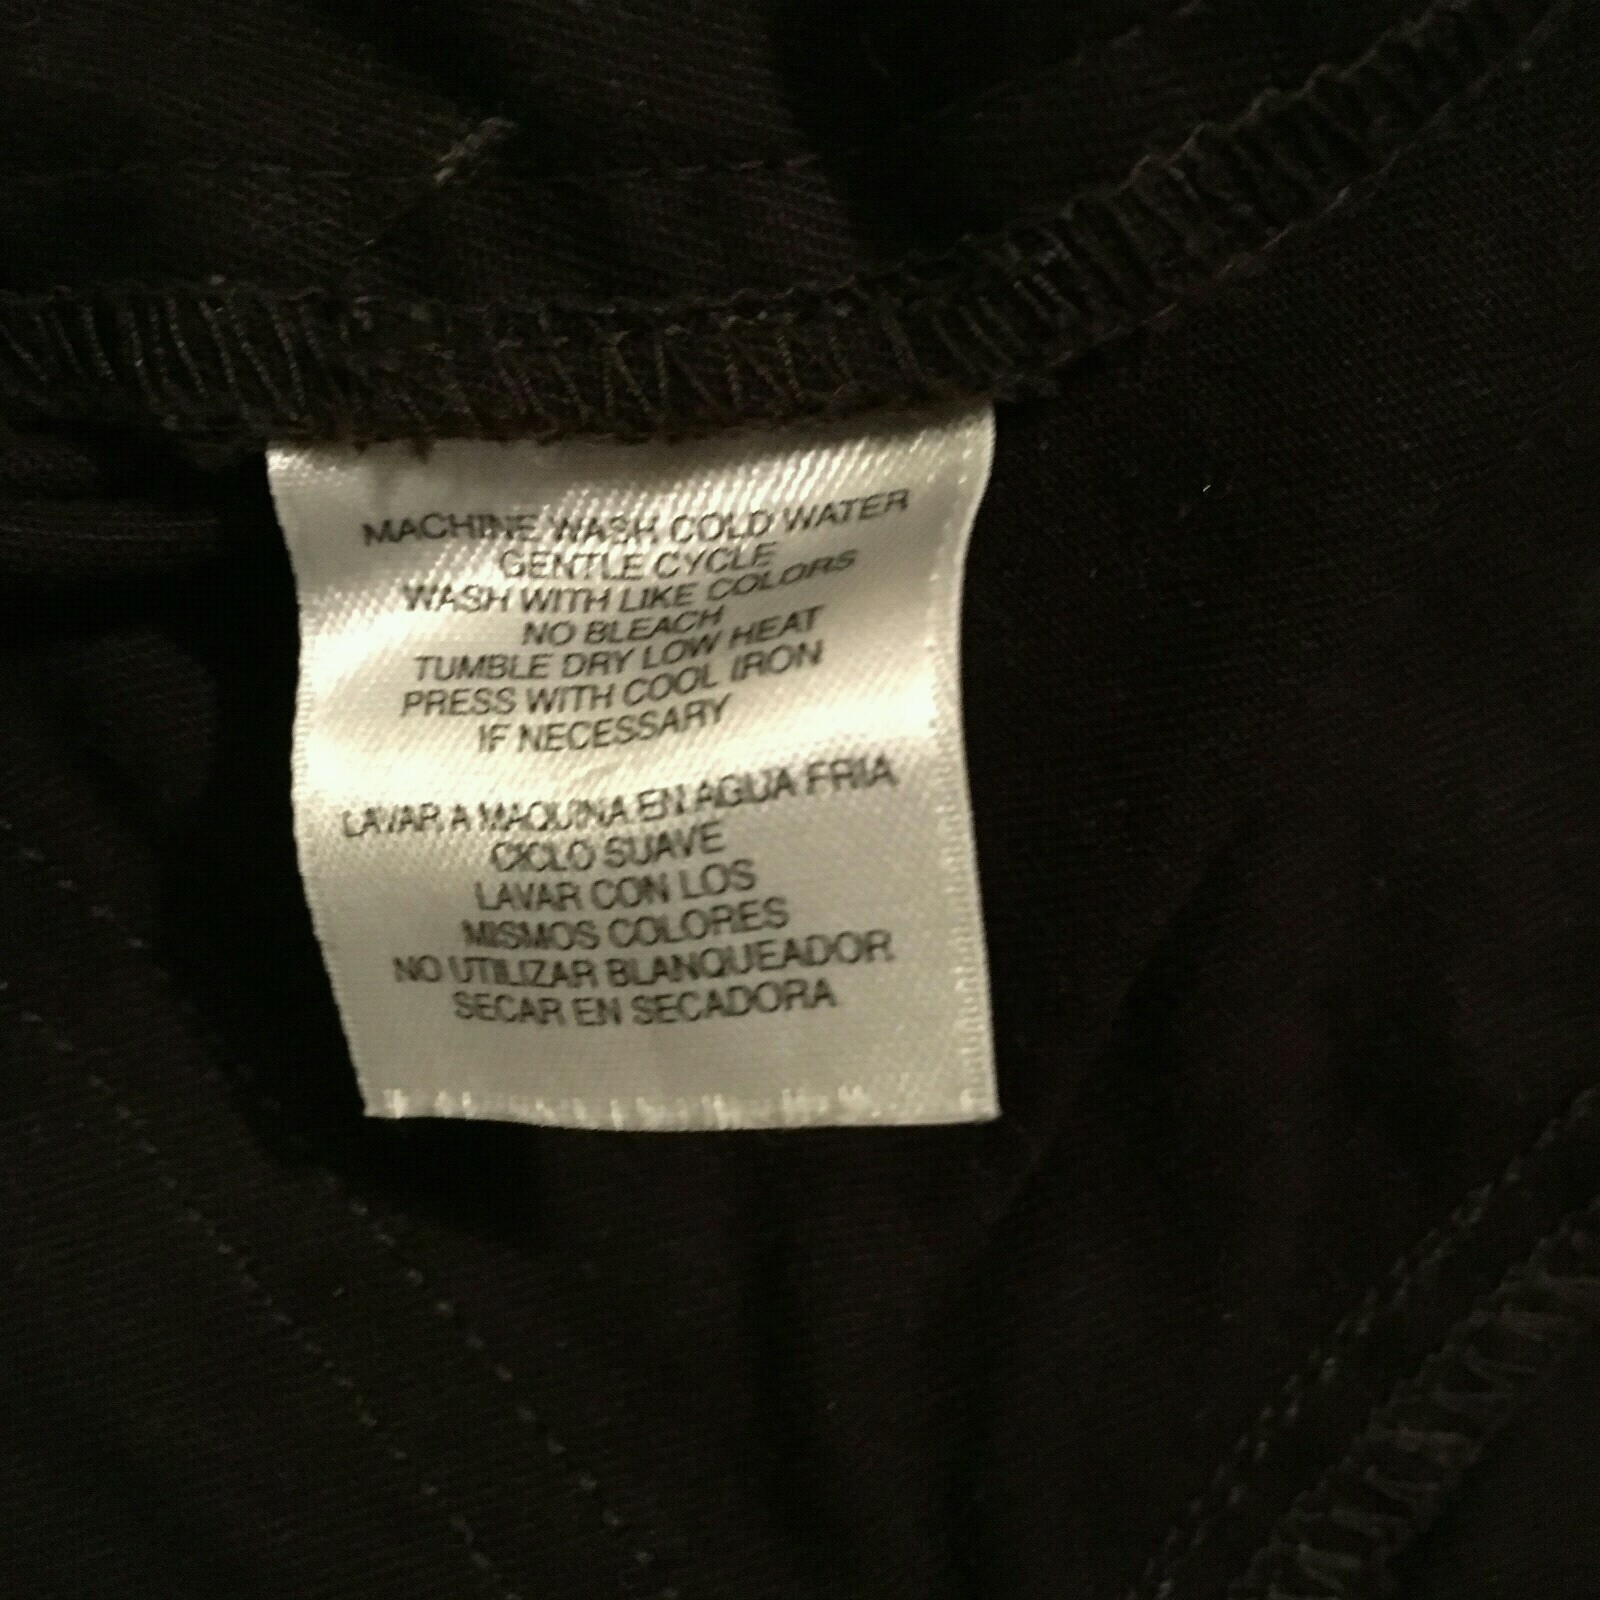 MACHINE WASH COLD WATER
GENTLE CYCLE
WASH WITH LIKE COLORS
NO BLEACH
TUMBLE DRY LOW HEAT
PRESS WITH COOL IRON
IF NECESSARY
LAVAR A MAQUINA EN AGUA FRIA
CICLO SUAVE
LAVAR CON LOS
MISMOS COLORES
NO UTILIZAR BLANQUEADOR
SECAR EN SECADORA